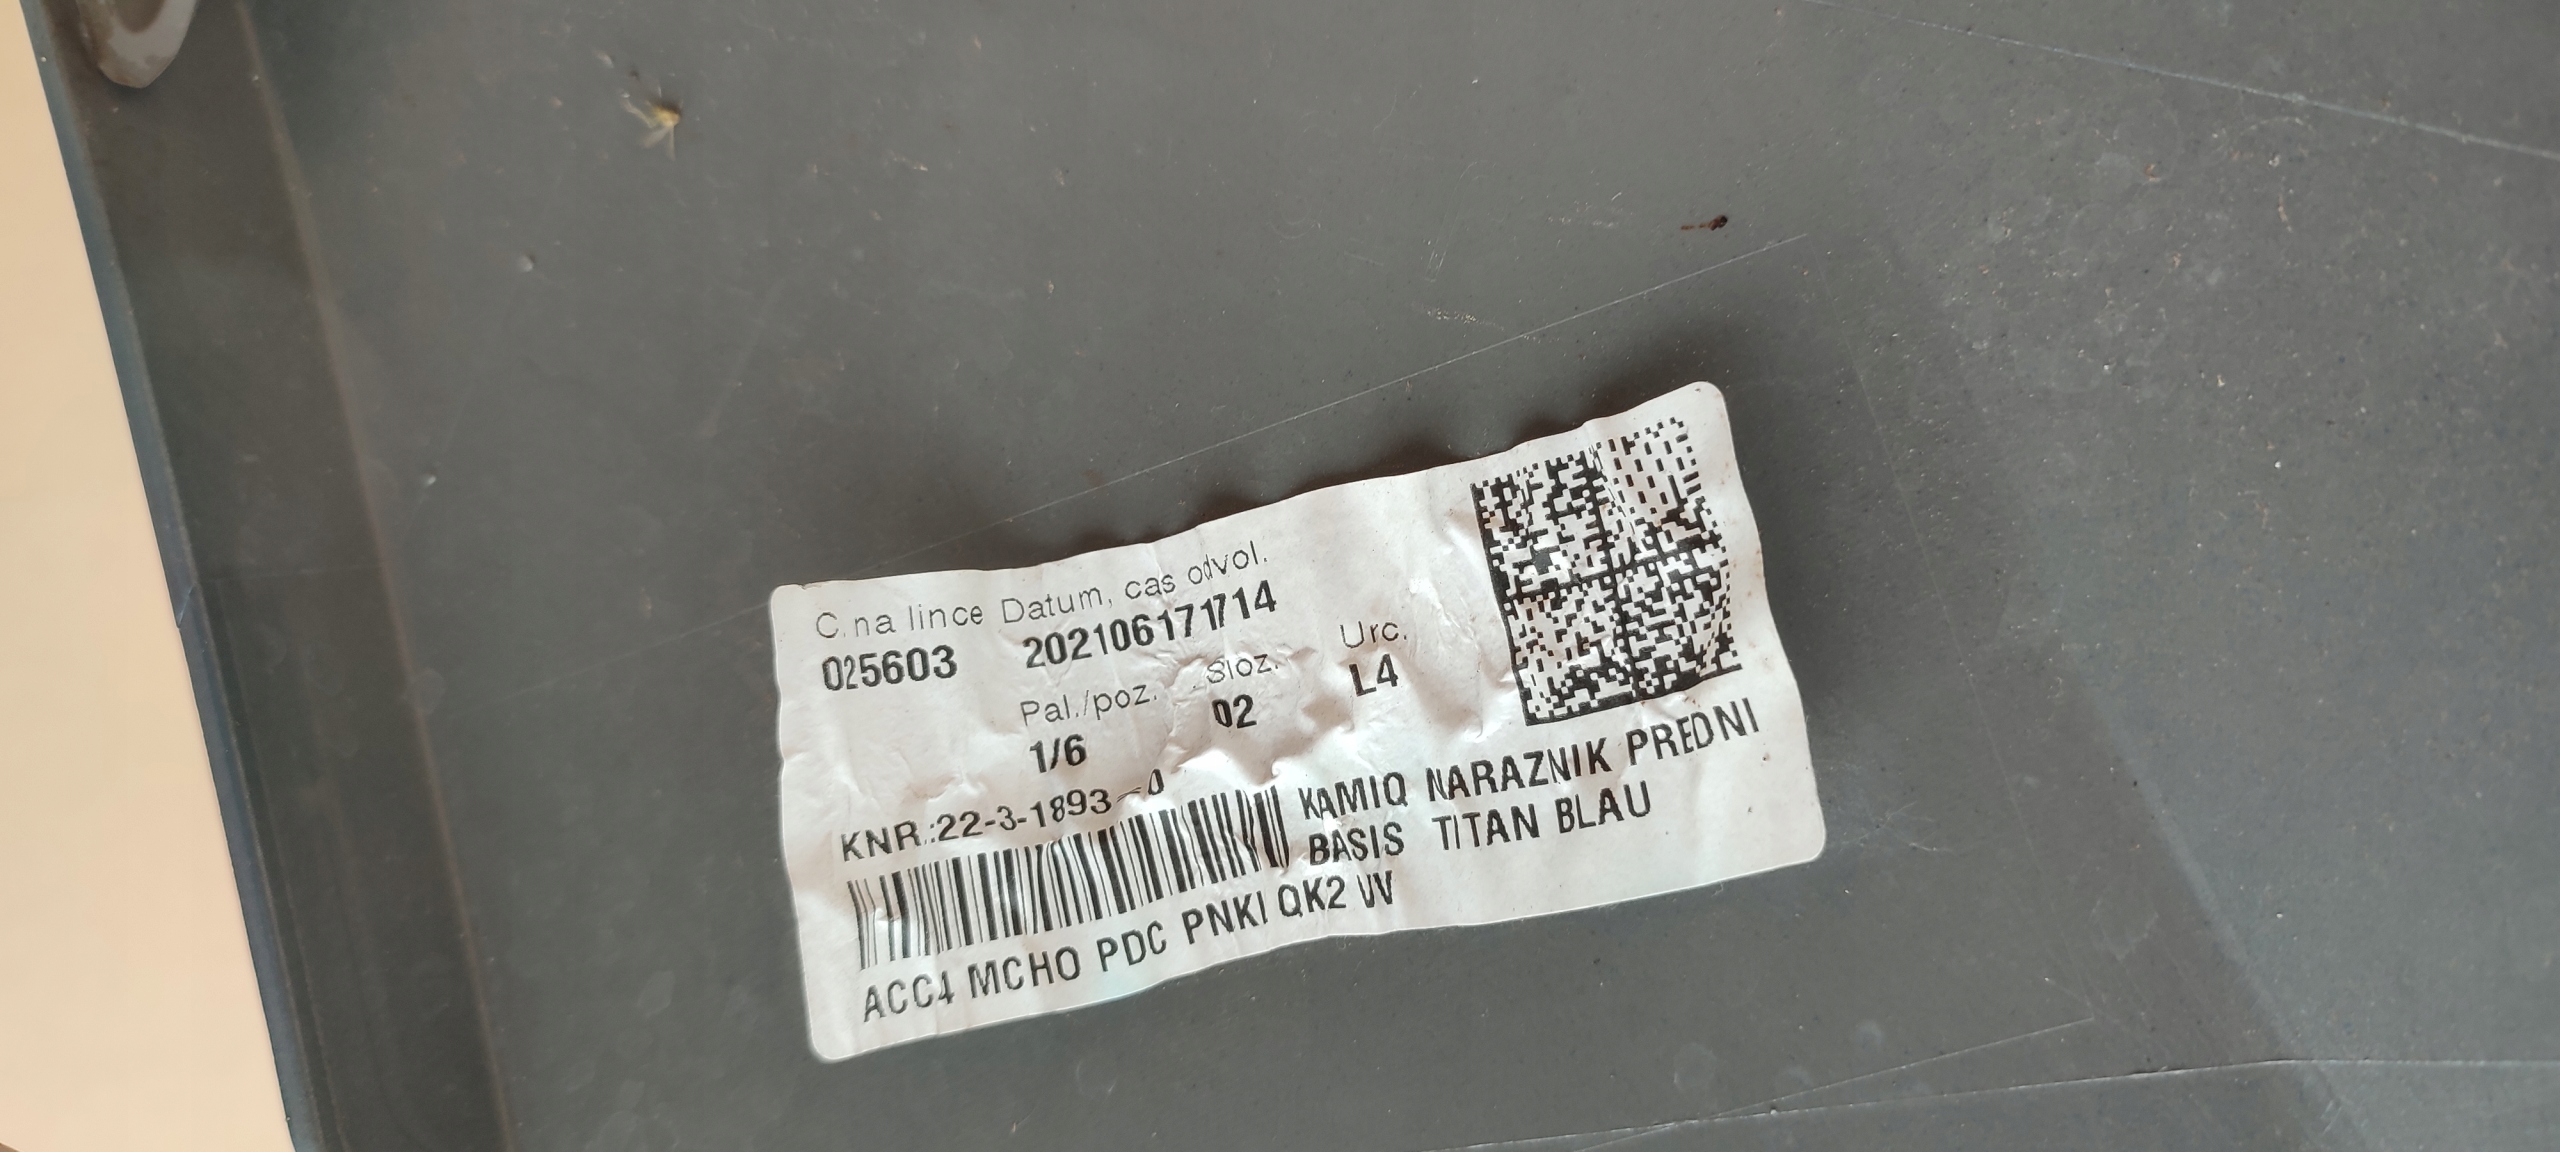 C.na lince Datum, cas odvol.
025603 202106171714
Pal./poz. Sloz. Urc.
1/6 02 L4
KNR.:22-3-1893-0
KAMIQ NARAZNIK PREDNI
BASIS TITAN BLAU
ACC4 MCHO PDC PNKI QK2 VV